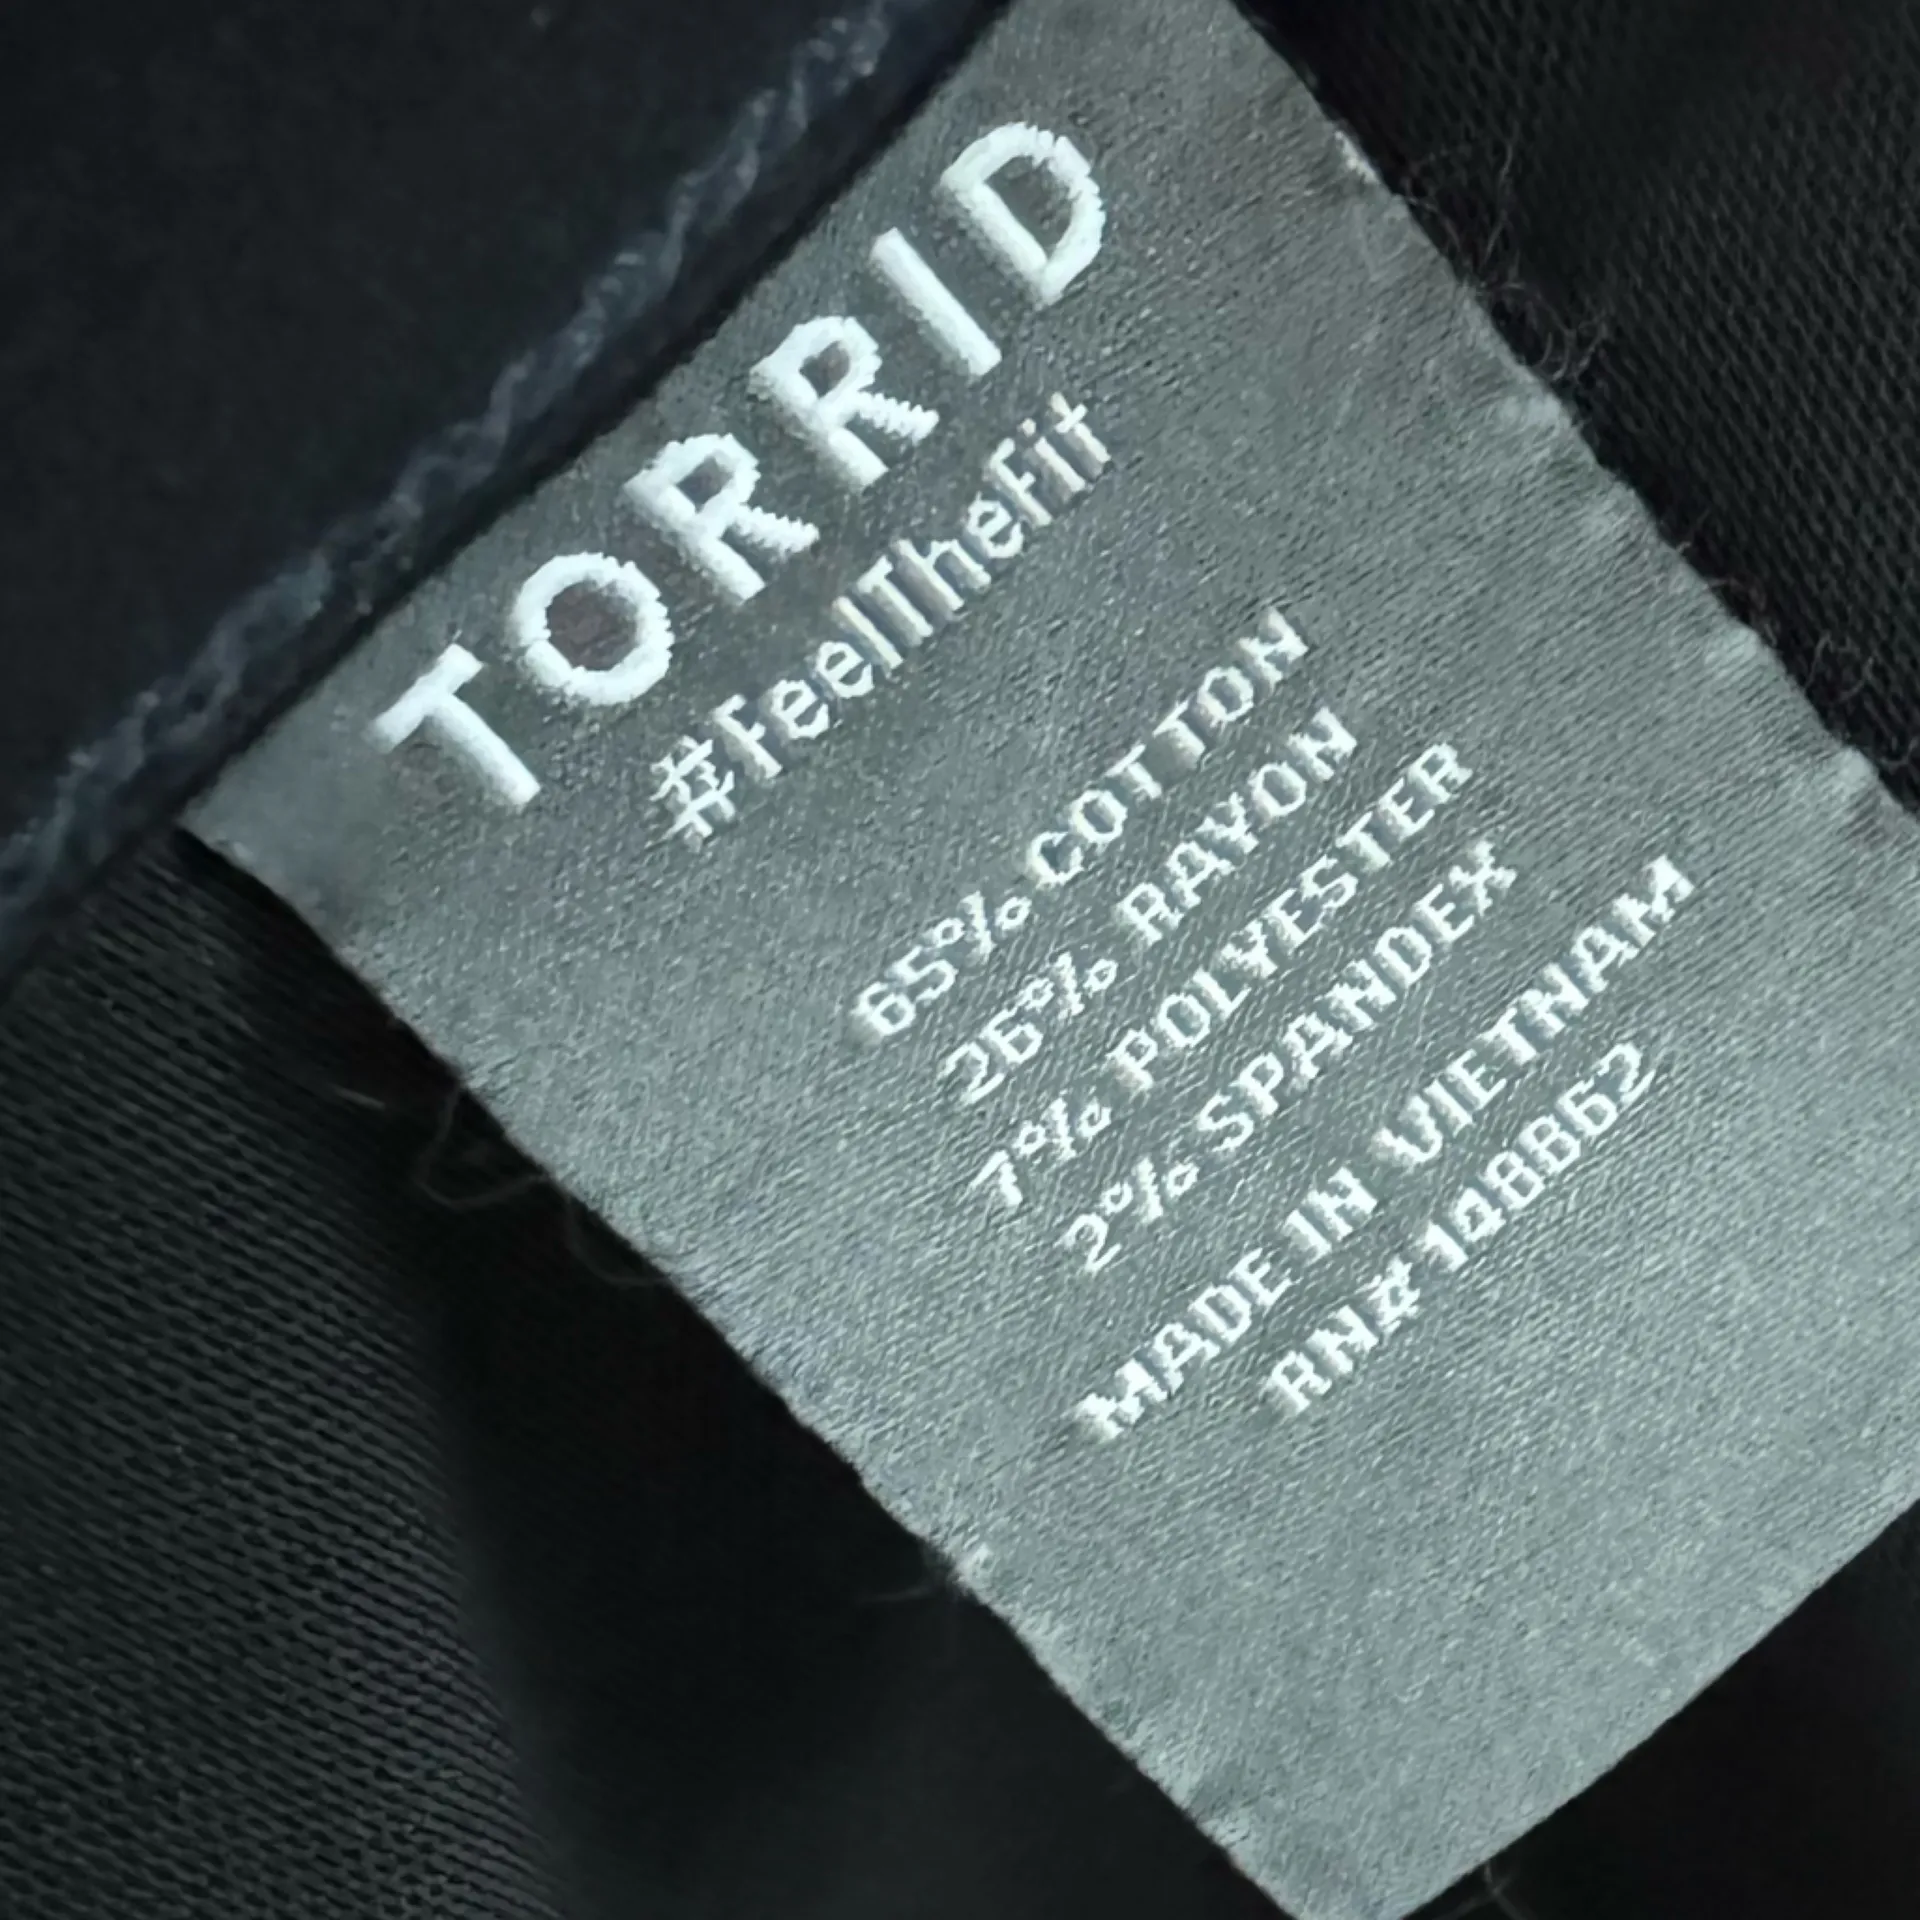 TORRID
#FeelTheFit
65% COTTON
26% RAYON
7% POLYESTER
2% SPANDEX
MADE IN VIETNAM
RN# 148862